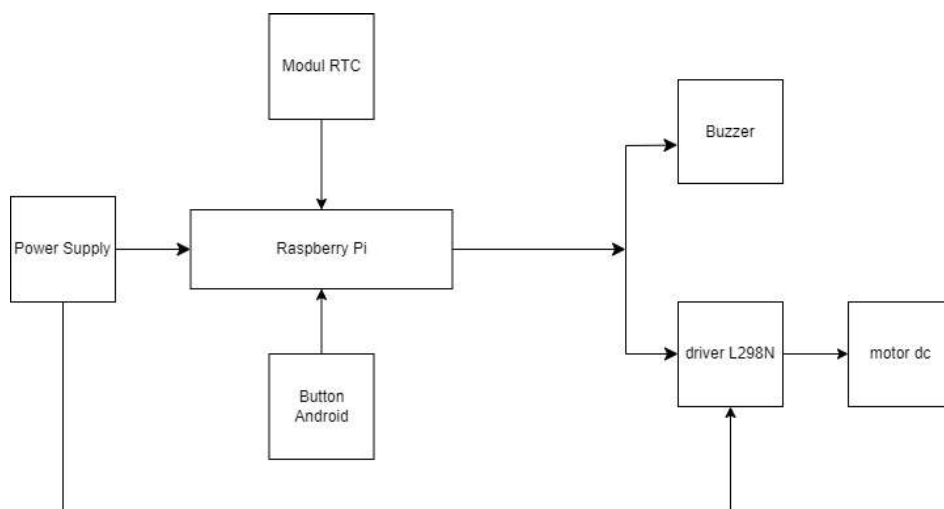 Modul RTC
Buzzer
Power Supply
Raspberry Pi
driver L298N
motor dc
Button
Android